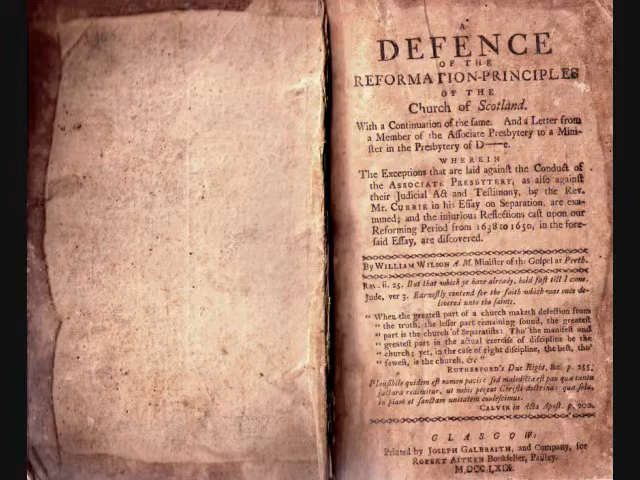 A
DEFENCE
OF THE
REFORMATION-PRINCIPLES
OF THE
Church of Scotland.
With a Continuation of the ſame. And a Letter from
a Member of the Aſſociate Presbytery to a Mini-
ſter in the Presbytery of D——e.
WHEREIN
The Exceptions that are laid againſt the Conduct of
the ASSOCIATE PRESBYTERY, as alſo againſt
their Judicial Act and Teſtimony, by the Rev.
Mr. CURRIE in his Eſſay on Separation, are exa-
mined; and the injurious Reflections caſt upon our
Reforming Period from 1638 to 1650, in the fore-
ſaid Eſſay, are diſcovered.
By WILLIAM WILSON A. M. Miniſter of the Goſpel at Perth.
Rev. ii. 25. But that which ye have already, hold faſt till I come.
Jude, ver 3. Earneſtly contend for the faith which was once de-
livered unto the ſaints.
" When the greateſt part of a church maketh defection from
" the truth, the leſſer part remaining ſound, the greateſt
" part is the church of Separatiſts: Tho' the manifeſt and
" greateſt part in the actual exerciſe of diſcipline be the
" church; yet, in the caſe of right diſcipline, the beſt, tho'
" feweſt, is the church, &c "
RUTHERFORD's Due Right, &c. p. 255.
Plauſibile quidem eſt nomen pacis: ſed maledicta eſt pax quæ tanta
jactura redimitur, ut nobis pereat Chriſti doctrina: qua ſola,
in piam et ſanctam unitatem coaleſcimus.
CALVIN in Acta Apoſt. p. 200.
GLASGOW:
Printed by JOSEPH GALBRAITH, and Company, for
ROBERT AITKEN Bookſeller, Paiſley.
M,DCC,LXIX.